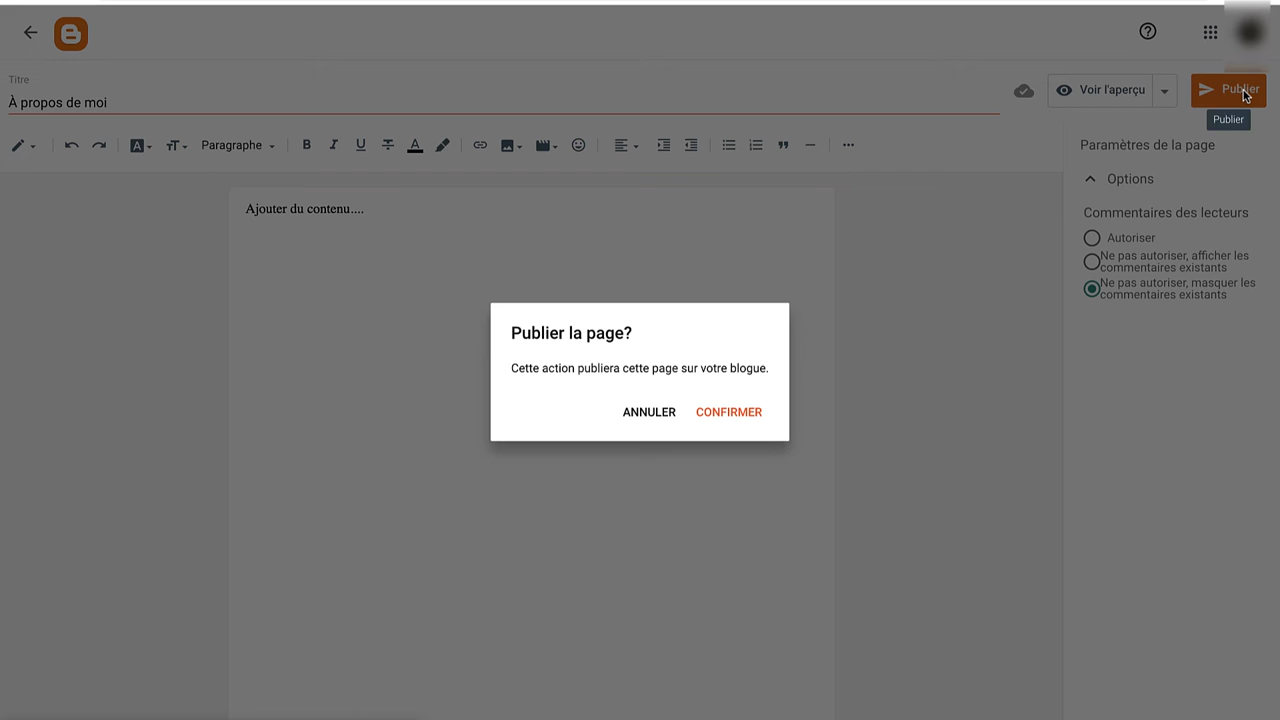 Titre
À propos de moi
Voir l'aperçu
Publier
Publier
Paragraphe
Paramètres de la page
Options
Commentaires des lecteurs
Autoriser
Ne pas autoriser, afficher les
commentaires existants
Ne pas autoriser, masquer les
commentaires existants
Ajouter du contenu....
Publier la page?
Cette action publiera cette page sur votre blogue.
ANNULER
CONFIRMER